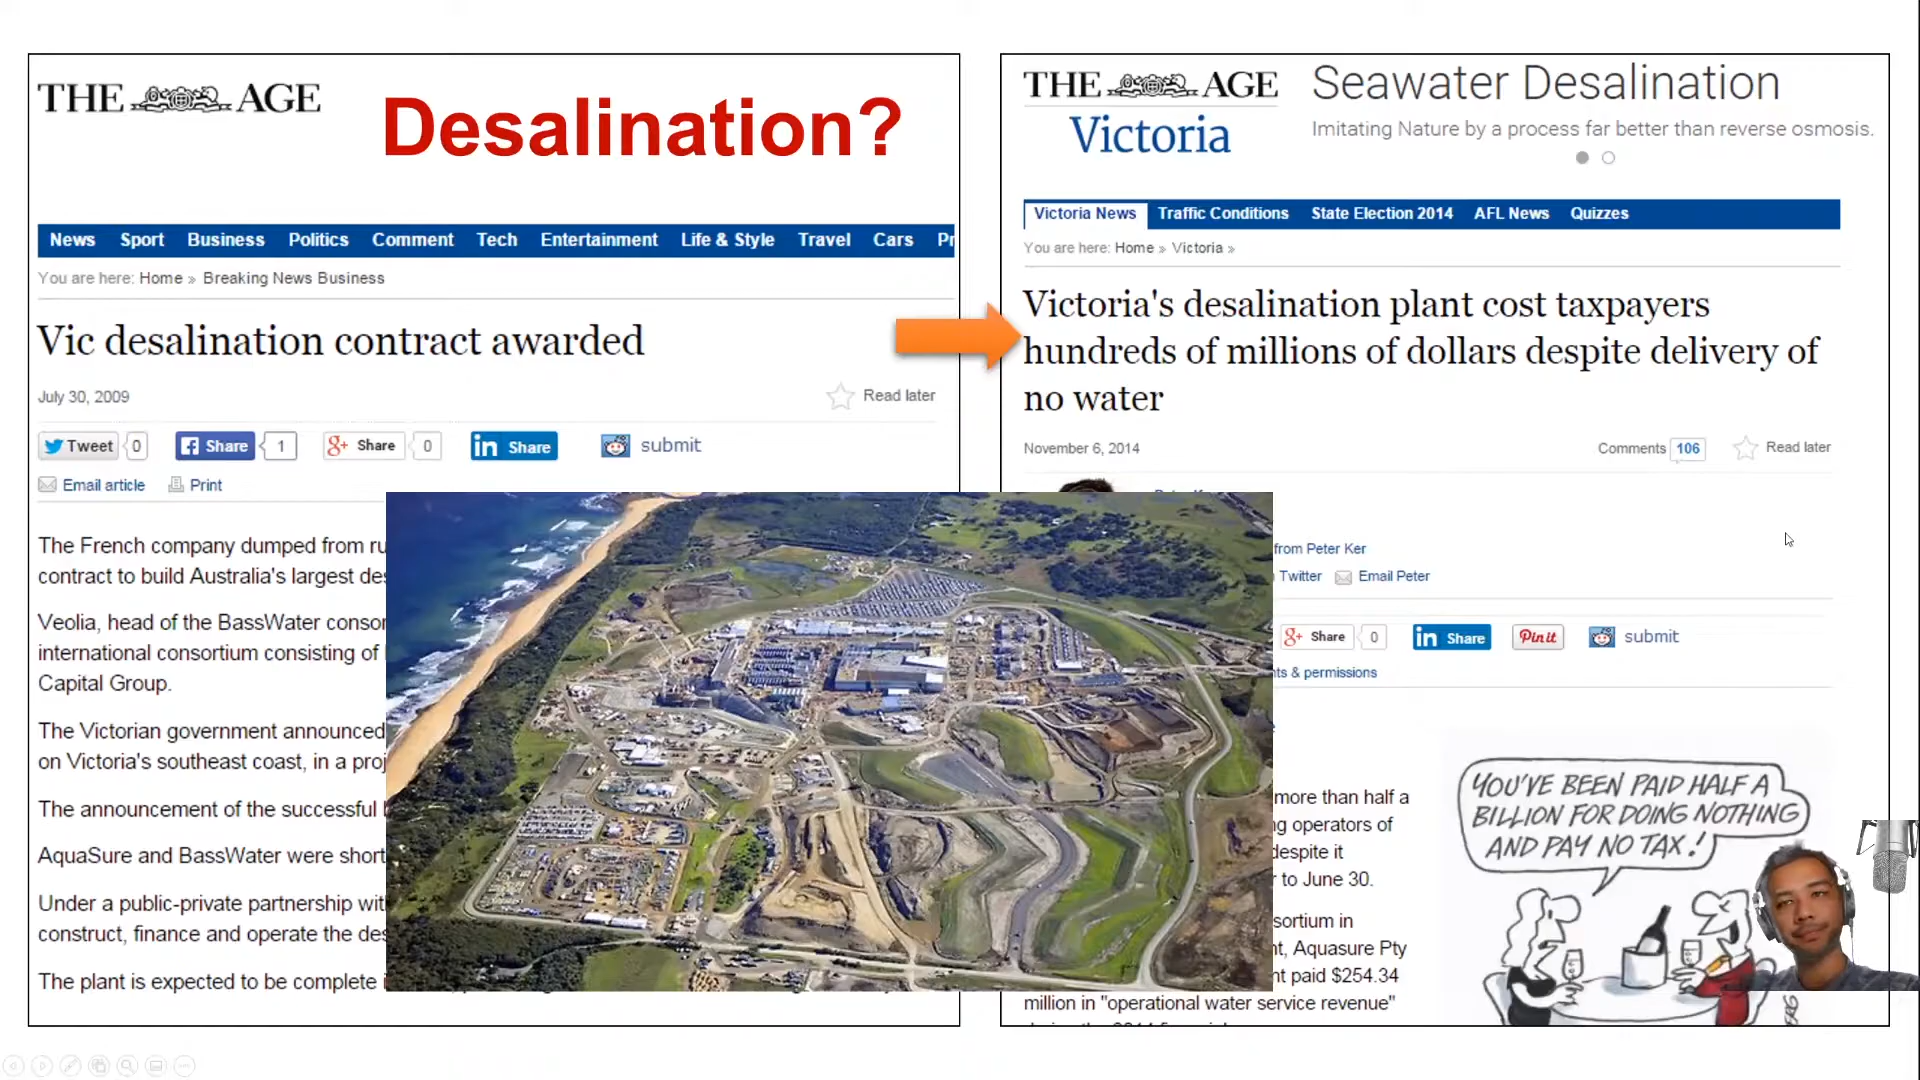 THE AGE
Desalination?
News Sport Business Politics Comment Tech Entertainment Life & Style Travel Cars Pr
You are here: Home » Breaking News Business
Vic desalination contract awarded
July 30, 2009
Read later
Tweet 0 Share 1 Share 0 Share submit
Email article Print
The French company dumped from ru
contract to build Australia's largest des
Veolia, head of the BassWater consor
international consortium consisting of
Capital Group.
The Victorian government announced
on Victoria's southeast coast, in a proj
The announcement of the successful
AquaSure and BassWater were short
Under a public-private partnership wit
construct, finance and operate the des
The plant is expected to be complete
THE AGE
Victoria
Seawater Desalination
Imitating Nature by a process far better than reverse osmosis.
Victoria News Traffic Conditions State Election 2014 AFL News Quizzes
You are here: Home » Victoria »
Victoria's desalination plant cost taxpayers
hundreds of millions of dollars despite delivery of
no water
November 6, 2014
Comments 106 Read later
from Peter Ker
Twitter Email Peter
Share 0 Share Pin it submit
ts & permissions
more than half a
ng operators of
despite it
r to June 30.
sortium in
nt, Aquasure Pty
nt paid $254.34
million in "operational water service revenue"
YOU'VE BEEN PAID HALF A
BILLION FOR DOING NOTHING
AND PAY NO TAX!